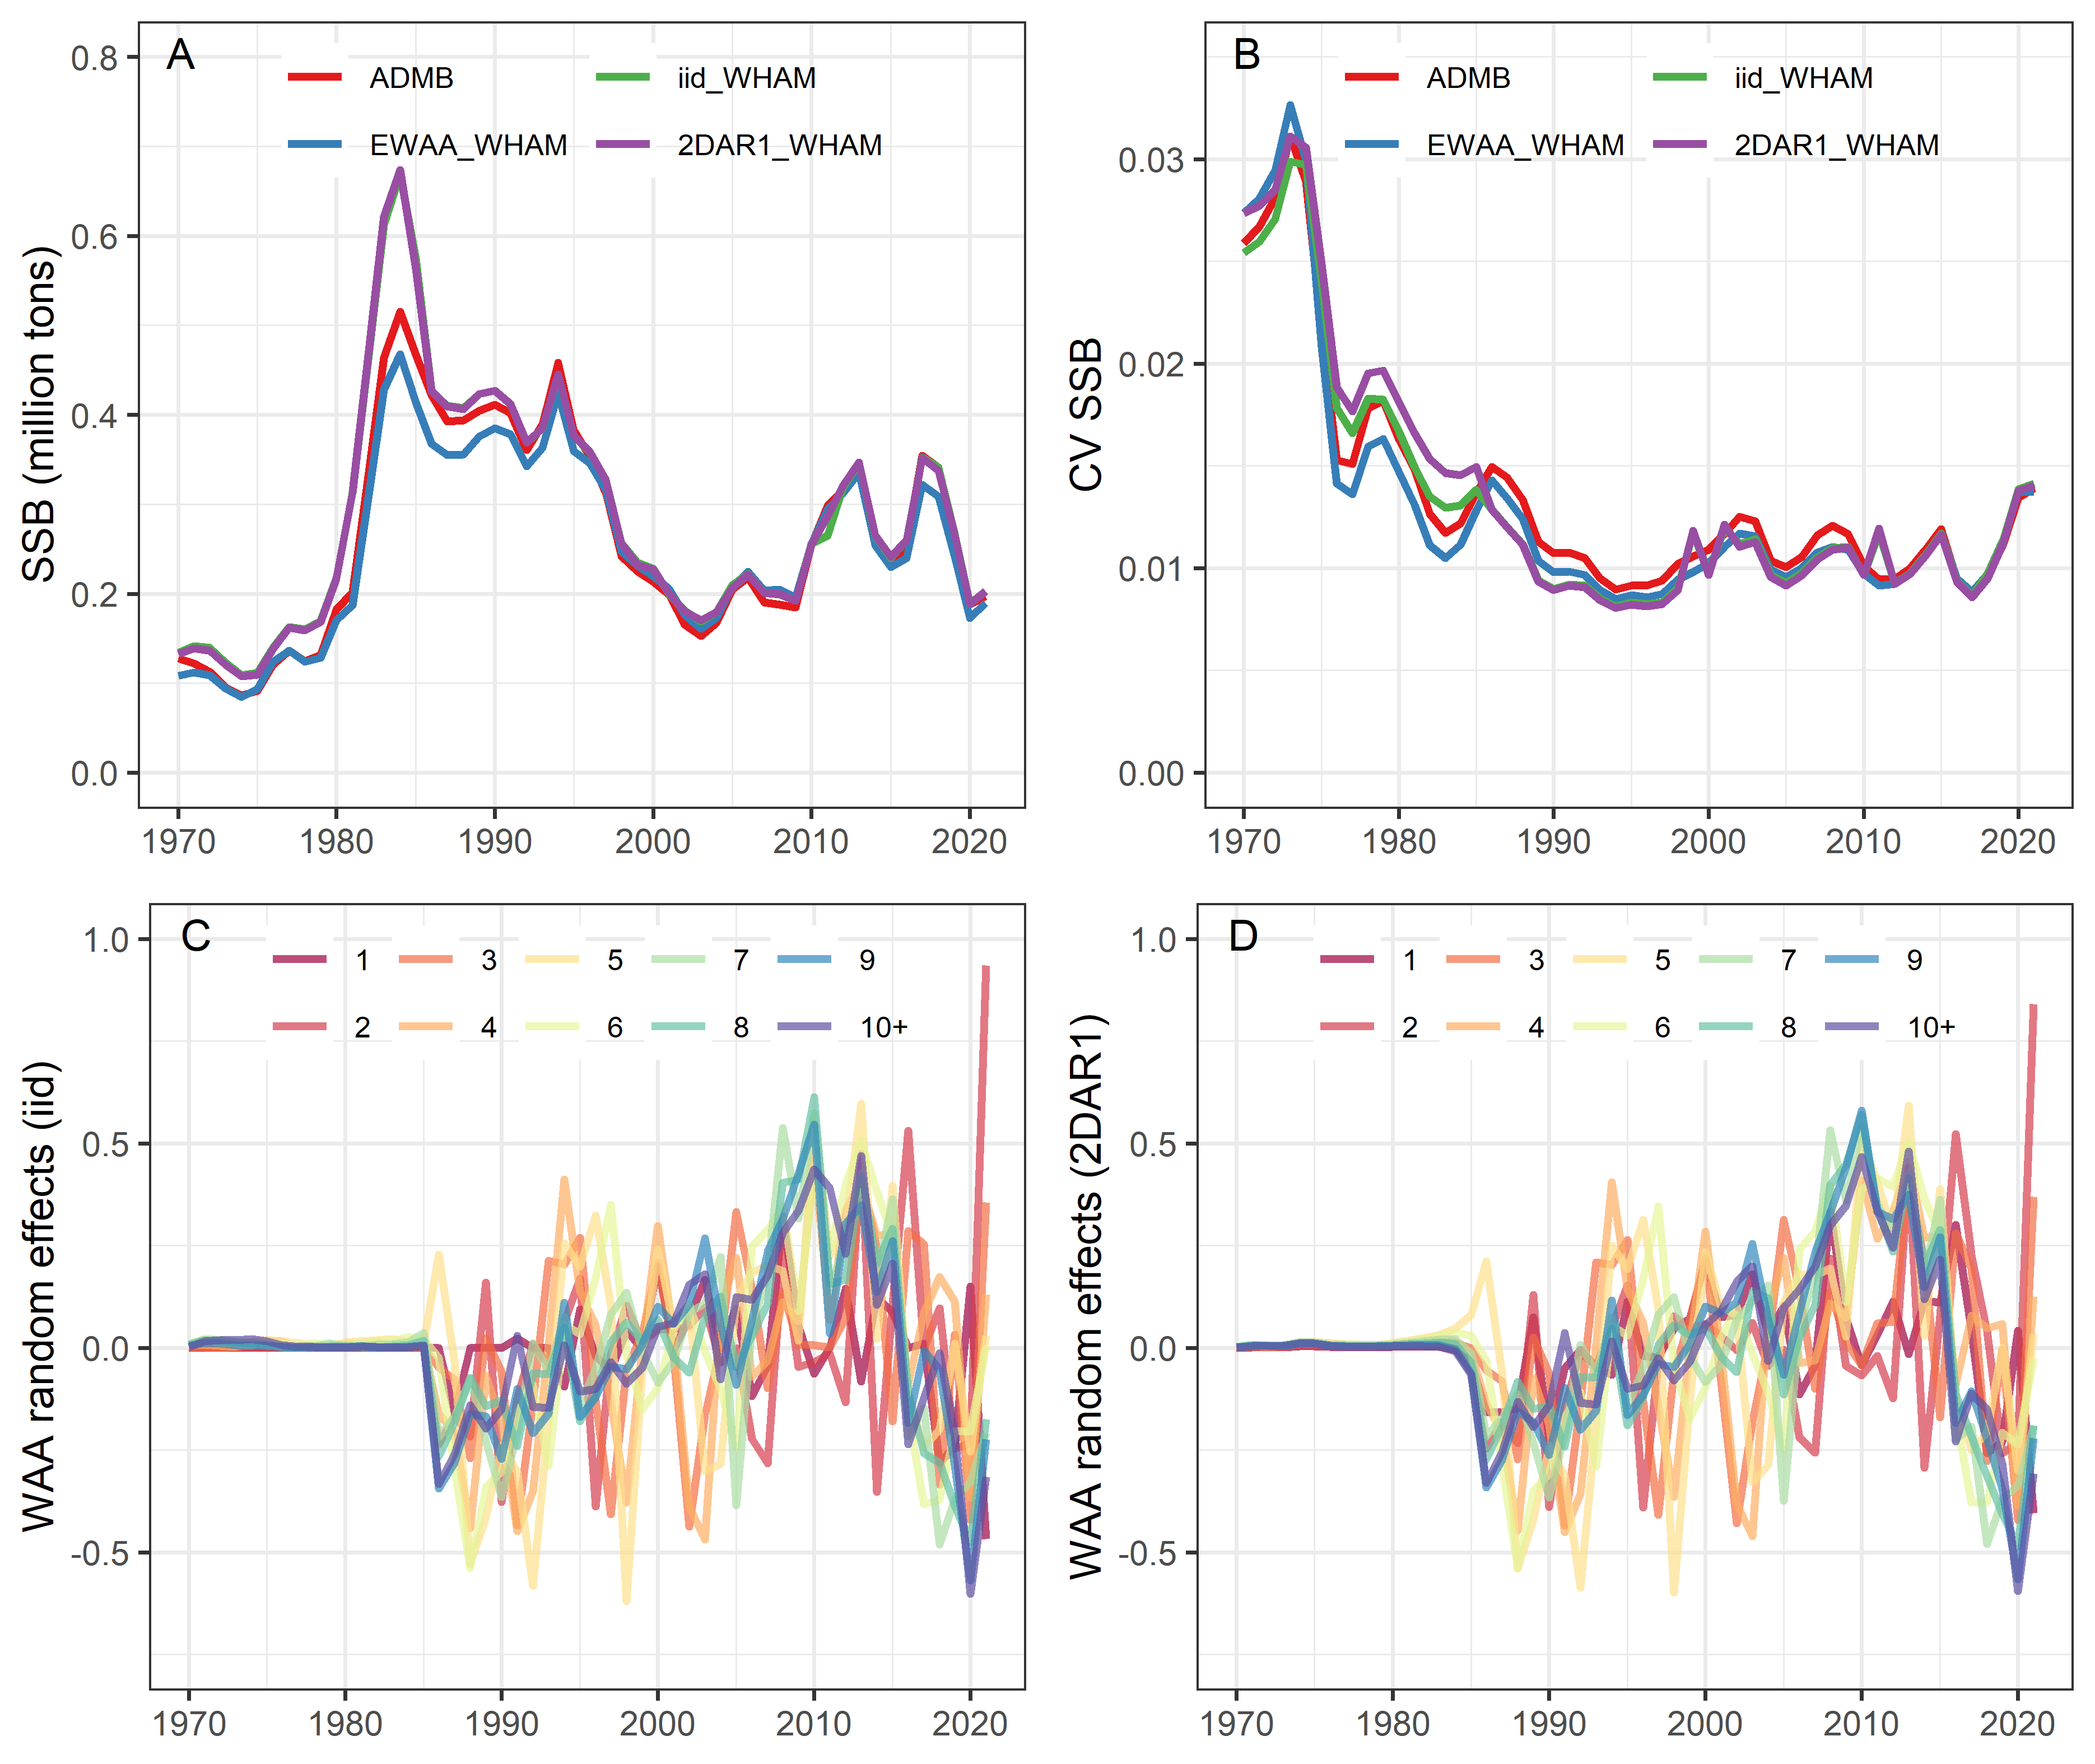 A
ADMB
iid_WHAM
EWAA_WHAM
2DAR1_WHAM
SSB (million tons)
0.8
0.6
0.4
0.2
0.0
1970 1980 1990 2000 2010 2020
B
ADMB
iid_WHAM
EWAA_WHAM
2DAR1_WHAM
CV SSB
0.03
0.02
0.01
0.00
1970 1980 1990 2000 2010 2020
C
1 3 5 7 9
2 4 6 8 10+
WAA random effects (iid)
1.0
0.5
0.0
-0.5
1970 1980 1990 2000 2010 2020
D
1 3 5 7 9
2 4 6 8 10+
WAA random effects (2DAR1)
1.0
0.5
0.0
-0.5
1970 1980 1990 2000 2010 2020